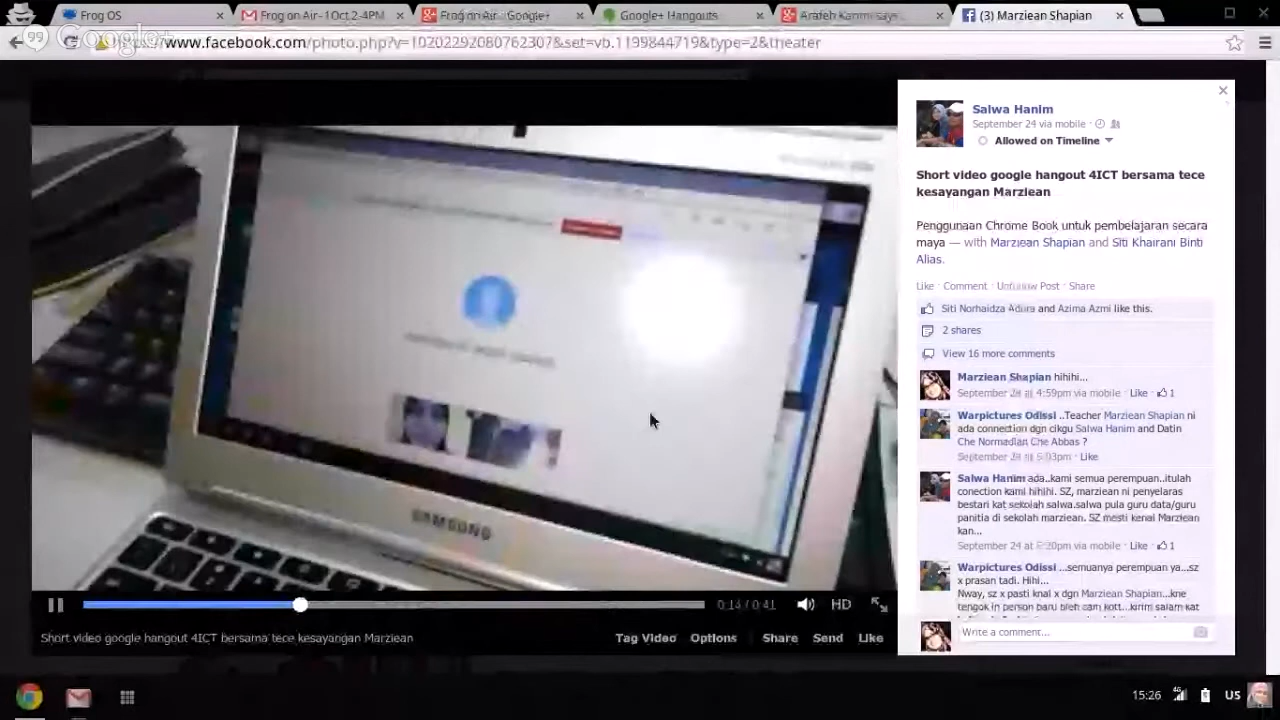 Frog OS
Frog on Air - 1 Oct 2-4PM
Frog on Air - Google+
Google+ Hangouts
Arafeh Karimi says
(3) Marziean Shapian
Google+
www.facebook.com/photo.php?v=10202292080762307&set=vb.1199844719&type=2&theater
SAMSUNG
0:14 / 0:41
HD
Short video google hangout 4ICT bersama tece kesayangan Marziean
Tag Video Options Share Send Like
Salwa Hanim
September 24 via mobile
Allowed on Timeline
Short video google hangout 4ICT bersama tece
kesayangan Marziean
Penggunaan Chrome Book untuk pembelajaran secara
maya — with Marziean Shapian and Siti Khairani Binti
Alias.
Like · Comment · Unfollow Post · Share
Siti Norhaidza Adura and Azima Azmi like this.
2 shares
View 16 more comments
Marziean Shapian hihihi...
September 24 at 4:59pm via mobile · Like · 1
Warpictures Odissi ..Teacher Marziean Shapian ni
ada connection dgn cikgu Salwa Hanim and Datin
Che Normadian Che Abbas ?
September 24 at 5:03pm · Like
Salwa Hanim ada..kami semua perempuan..itulah
conection kami hihihi. SZ, marziean ni penyelaras
bestari kat sekolah salwa.salwa pula guru data/guru
panitia di sekolah marziean. SZ mesti kenal Marziean
kan...
September 24 at 5:20pm via mobile · Like · 1
Warpictures Odissi ...semuanya perempuan ya...sz
x prasan tadi. Hihi...
Nway, sz x pasti knal x dgn Marziean Shapian...kne
tengok in person baru bleh cam kott...kirim salam kat
Write a comment...
15:26
4G
US